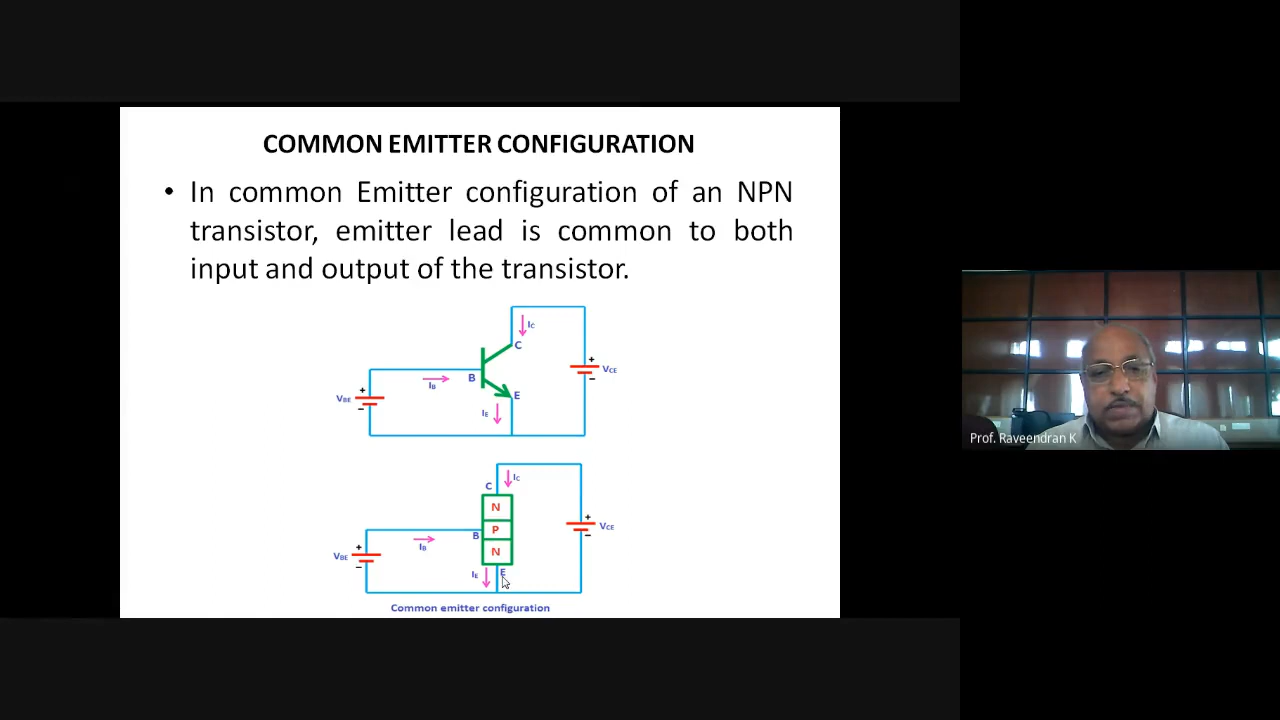 COMMON EMITTER CONFIGURATION
• In common Emitter configuration of an NPN
transistor, emitter lead is common to both
input and output of the transistor.
IC
C
+
VCE
−
B
IB
+
VBE
−
E
IE
C
IC
N
P
N
B
IB
+
VCE
−
+
VBE
−
IE
E
Common emitter configuration
Prof. Raveendran K